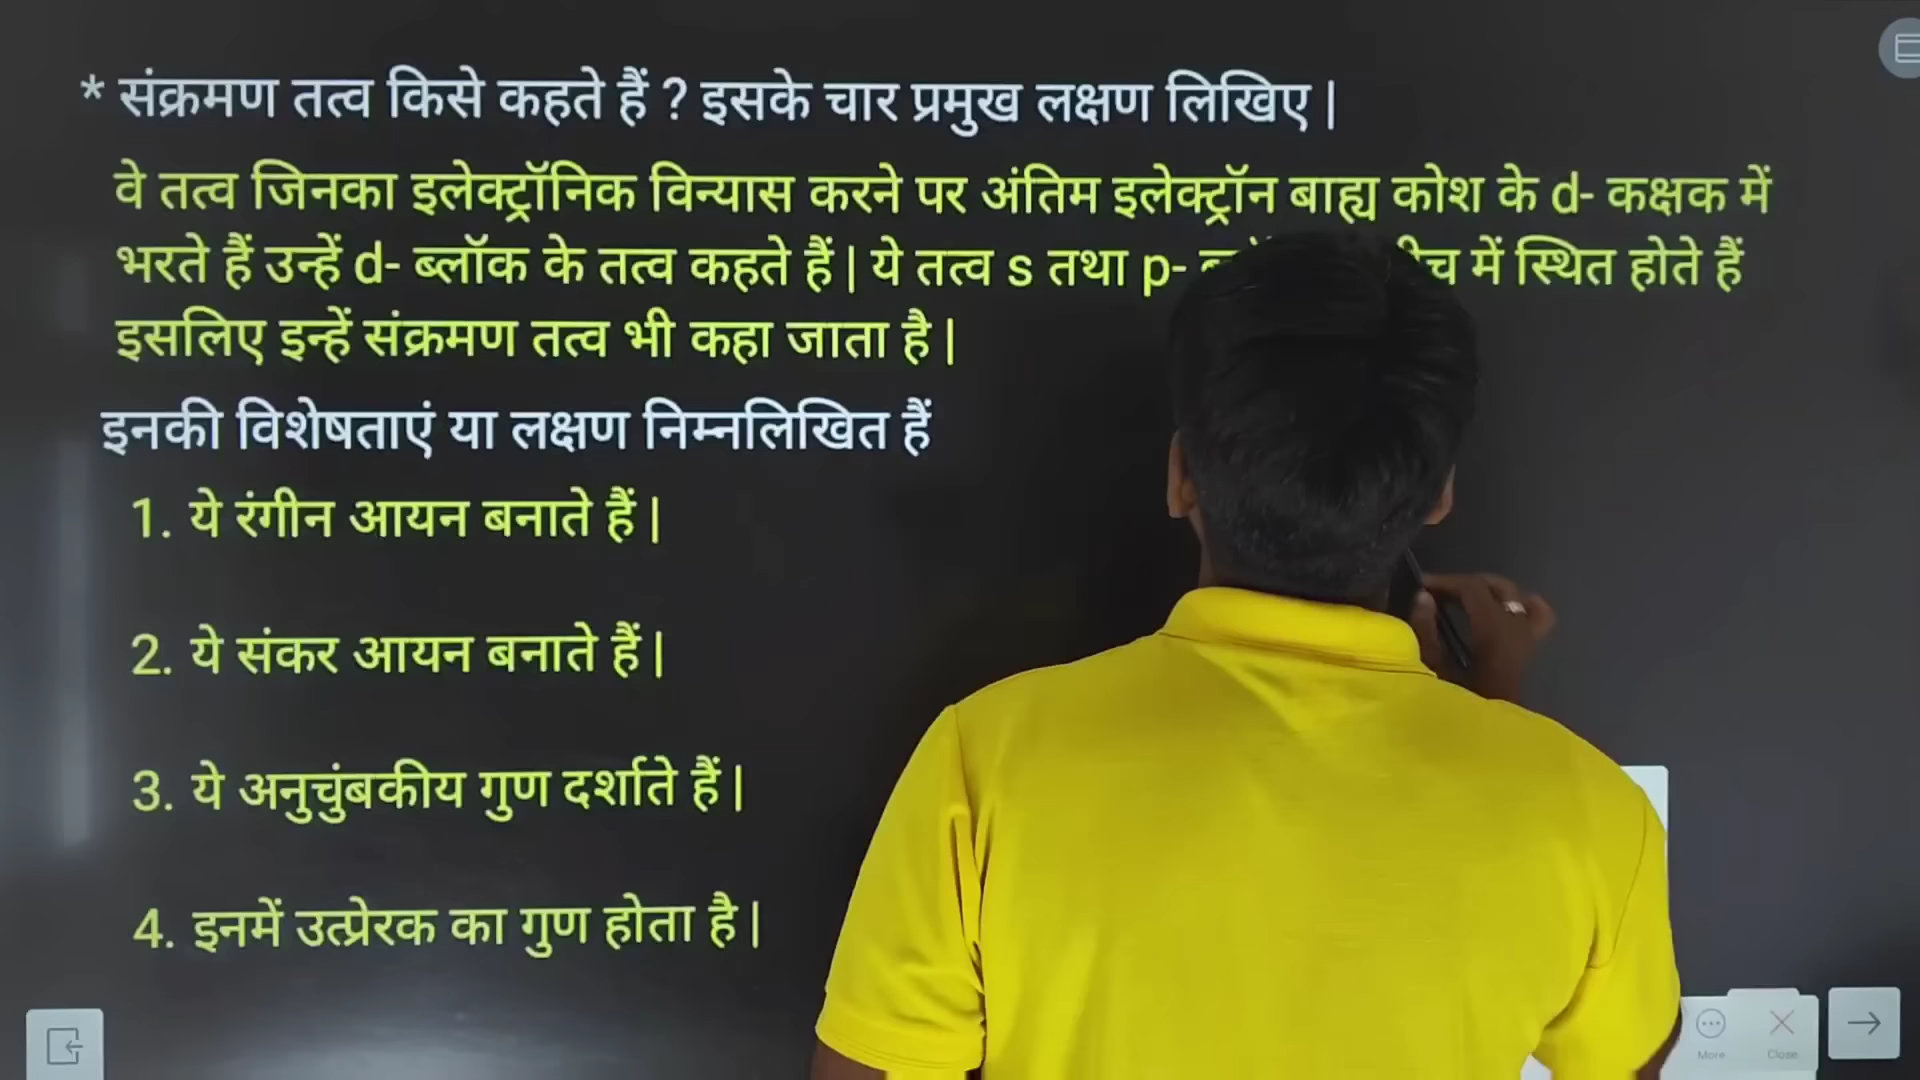 * संक्रमण तत्व किसे कहते हैं ? इसके चार प्रमुख लक्षण लिखिए |
वे तत्व जिनका इलेक्ट्रॉनिक विन्यास करने पर अंतिम इलेक्ट्रॉन बाह्य कोश के d- कक्षक में
भरते हैं उन्हें d- ब्लॉक के तत्व कहते हैं | ये तत्व s तथा p- में स्थित होते हैं
इसलिए इन्हें संक्रमण तत्व भी कहा जाता है |
इनकी विशेषताएं या लक्षण निम्नलिखित हैं
1. ये रंगीन आयन बनाते हैं |
2. ये संकर आयन बनाते हैं |
3. ये अनुचुंबकीय गुण दर्शाते हैं |
4. इनमें उत्प्रेरक का गुण होता है |
More Close